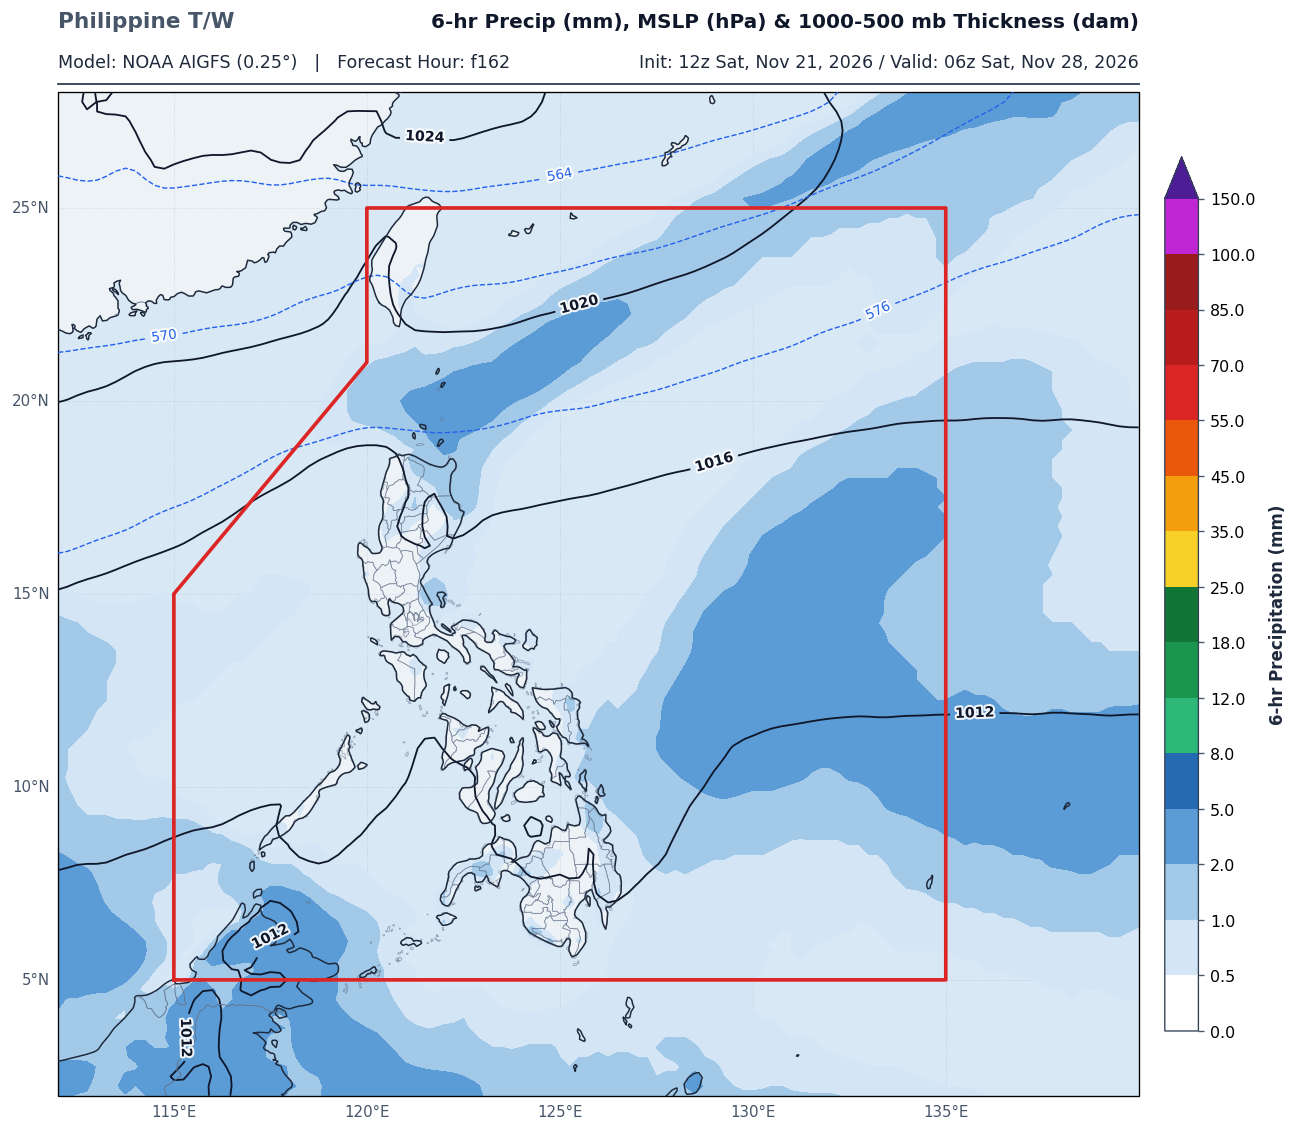 Philippine T/W
6-hr Precip (mm), MSLP (hPa) & 1000-500 mb Thickness (dam)
Model: NOAA AIGFS (0.25°) | Forecast Hour: f162
Init: 12z Sat, Nov 21, 2026 / Valid: 06z Sat, Nov 28, 2026
1024
564
25°N
1020
576
570
20°N
1016
15°N
1012
10°N
1012
5°N
1012
115°E
120°E
125°E
130°E
135°E
150.0
100.0
85.0
70.0
55.0
45.0
35.0
25.0
18.0
12.0
8.0
5.0
2.0
1.0
0.5
0.0
6-hr Precipitation (mm)